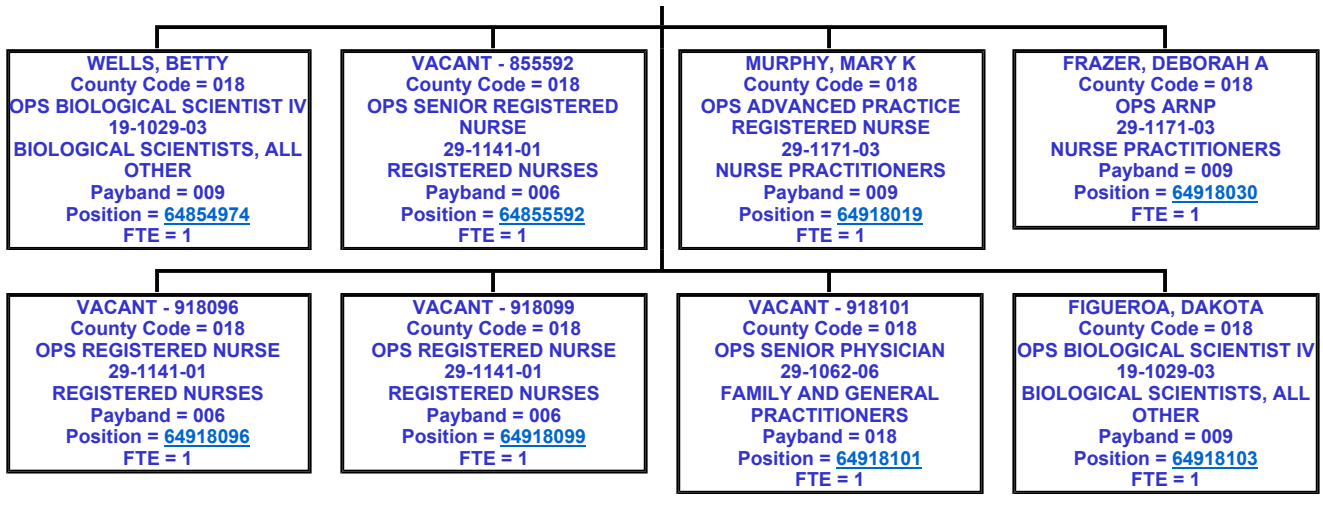 WELLS, BETTY
County Code = 018
OPS BIOLOGICAL SCIENTIST IV
19-1029-03
BIOLOGICAL SCIENTISTS, ALL
OTHER
Payband = 009
Position = 64854974
FTE = 1
VACANT - 855592
County Code = 018
OPS SENIOR REGISTERED
NURSE
29-1141-01
REGISTERED NURSES
Payband = 006
Position = 64855592
FTE = 1
MURPHY, MARY K
County Code = 018
OPS ADVANCED PRACTICE
REGISTERED NURSE
29-1171-03
NURSE PRACTITIONERS
Payband = 009
Position = 64918019
FTE = 1
FRAZER, DEBORAH A
County Code = 018
OPS ARNP
29-1171-03
NURSE PRACTITIONERS
Payband = 009
Position = 64918030
FTE = 1
VACANT - 918096
County Code = 018
OPS REGISTERED NURSE
29-1141-01
REGISTERED NURSES
Payband = 006
Position = 64918096
FTE = 1
VACANT - 918099
County Code = 018
OPS REGISTERED NURSE
29-1141-01
REGISTERED NURSES
Payband = 006
Position = 64918099
FTE = 1
VACANT - 918101
County Code = 018
OPS SENIOR PHYSICIAN
29-1062-06
FAMILY AND GENERAL
PRACTITIONERS
Payband = 018
Position = 64918101
FTE = 1
FIGUEROA, DAKOTA
County Code = 018
OPS BIOLOGICAL SCIENTIST IV
19-1029-03
BIOLOGICAL SCIENTISTS, ALL
OTHER
Payband = 009
Position = 64918103
FTE = 1